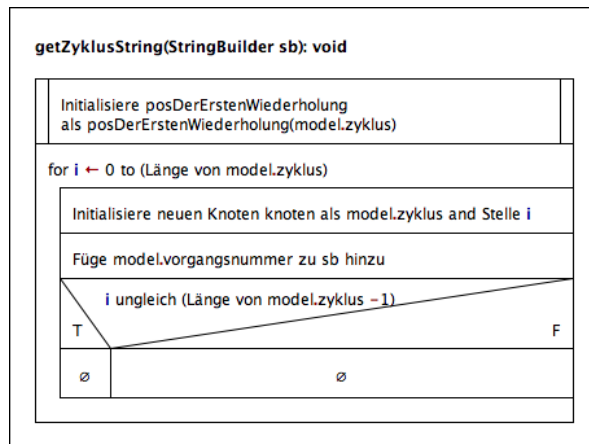 getZyklusString(StringBuilder sb): void
Initialisiere posDerErstenWiederholung
als posDerErstenWiederholung(model.zyklus)
for i ← 0 to (Länge von model.zyklus)
Initialisiere neuen Knoten knoten als model.zyklus and Stelle i
Füge model.vorgangsnummer zu sb hinzu
i ungleich (Länge von model.zyklus -1)
T F
∅ ∅